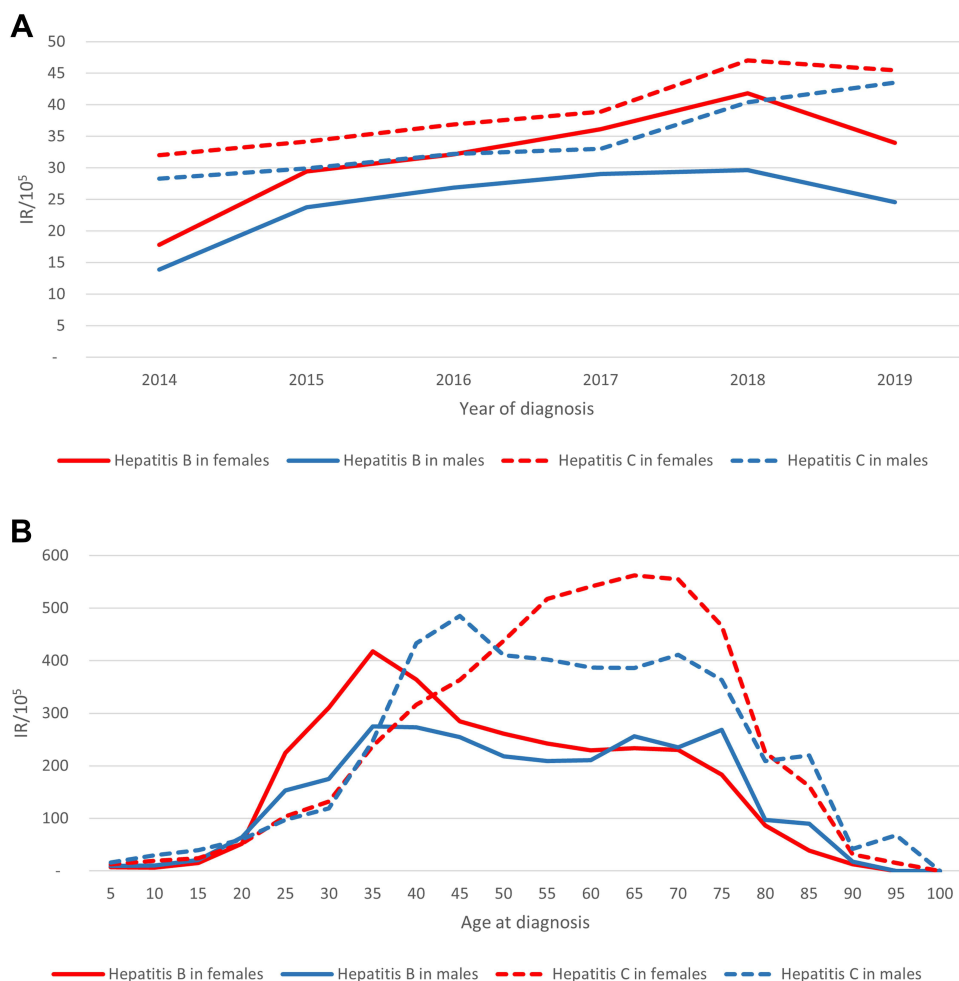 A
50
45
40
35
30
25
20
15
10
5
-
IR/10⁵
2014 2015 2016 2017 2018 2019
Year of diagnosis
Hepatitis B in females Hepatitis B in males Hepatitis C in females Hepatitis C in males
B
600
500
400
300
200
100
-
IR/10⁵
5 10 15 20 25 30 35 40 45 50 55 60 65 70 75 80 85 90 95 100
Age at diagnosis
Hepatitis B in females Hepatitis B in males Hepatitis C in females Hepatitis C in males